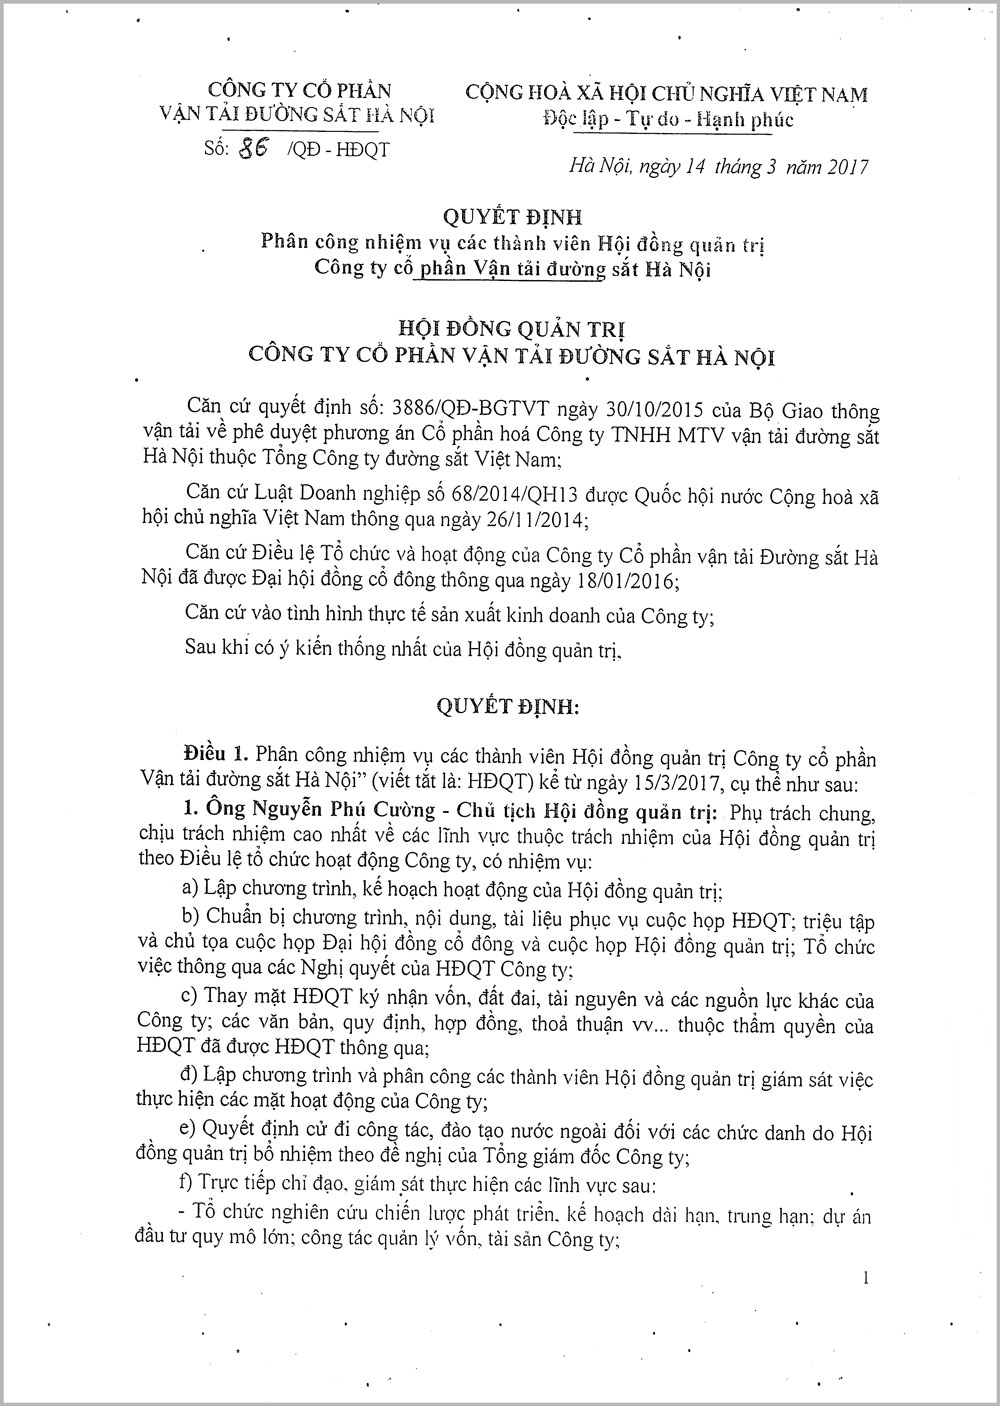 CÔNG TY CỔ PHẦN
VẬN TẢI ĐƯỜNG SẮT HÀ NỘI
Số: 86 /QĐ - HĐQT
CỘNG HOÀ XÃ HỘI CHỦ NGHĨA VIỆT NAM
Độc lập - Tự do - Hạnh phúc
Hà Nội, ngày 14 tháng 3 năm 2017
QUYẾT ĐỊNH
Phân công nhiệm vụ các thành viên Hội đồng quản trị
Công ty cổ phần Vận tải đường sắt Hà Nội
HỘI ĐỒNG QUẢN TRỊ
CÔNG TY CỔ PHẦN VẬN TẢI ĐƯỜNG SẮT HÀ NỘI
Căn cứ quyết định số: 3886/QĐ-BGTVT ngày 30/10/2015 của Bộ Giao thông
vận tải về phê duyệt phương án Cổ phần hoá Công ty TNHH MTV vận tải đường sắt
Hà Nội thuộc Tổng Công ty đường sắt Việt Nam;
Căn cứ Luật Doanh nghiệp số 68/2014/QH13 được Quốc hội nước Cộng hoà xã
hội chủ nghĩa Việt Nam thông qua ngày 26/11/2014;
Căn cứ Điều lệ Tổ chức và hoạt động của Công ty Cổ phần vận tải Đường sắt Hà
Nội đã được Đại hội đồng cổ đông thông qua ngày 18/01/2016;
Căn cứ vào tình hình thực tế sản xuất kinh doanh của Công ty;
Sau khi có ý kiến thống nhất của Hội đồng quản trị.
QUYẾT ĐỊNH:
Điều 1. Phân công nhiệm vụ các thành viên Hội đồng quản trị Công ty cổ phần
Vận tải đường sắt Hà Nội” (viết tắt là: HĐQT) kể từ ngày 15/3/2017, cụ thể như sau:
1. Ông Nguyễn Phú Cường - Chủ tịch Hội đồng quản trị: Phụ trách chung,
chịu trách nhiệm cao nhất về các lĩnh vực thuộc trách nhiệm của Hội đồng quản trị
theo Điều lệ tổ chức hoạt động Công ty, có nhiệm vụ:
a) Lập chương trình, kế hoạch hoạt động của Hội đồng quản trị;
b) Chuẩn bị chương trình, nội dung, tài liệu phục vụ cuộc họp HĐQT; triệu tập
và chủ tọa cuộc họp Đại hội đồng cổ đông và cuộc họp Hội đồng quản trị; Tổ chức
việc thông qua các Nghị quyết của HĐQT Công ty;
c) Thay mặt HĐQT ký nhận vốn, đất đai, tài nguyên và các nguồn lực khác của
Công ty; các văn bản, quy định, hợp đồng, thoả thuận vv... thuộc thẩm quyền của
HĐQT đã được HĐQT thông qua;
đ) Lập chương trình và phân công các thành viên Hội đồng quản trị giám sát việc
thực hiện các mặt hoạt động của Công ty;
e) Quyết định cử đi công tác, đào tạo nước ngoài đối với các chức danh do Hội
đồng quản trị bổ nhiệm theo đề nghị của Tổng giám đốc Công ty;
f) Trực tiếp chỉ đạo, giám sát thực hiện các lĩnh vực sau:
- Tổ chức nghiên cứu chiến lược phát triển, kế hoạch dài hạn, trung hạn; dự án
đầu tư quy mô lớn; công tác quản lý vốn, tài sản Công ty;
1